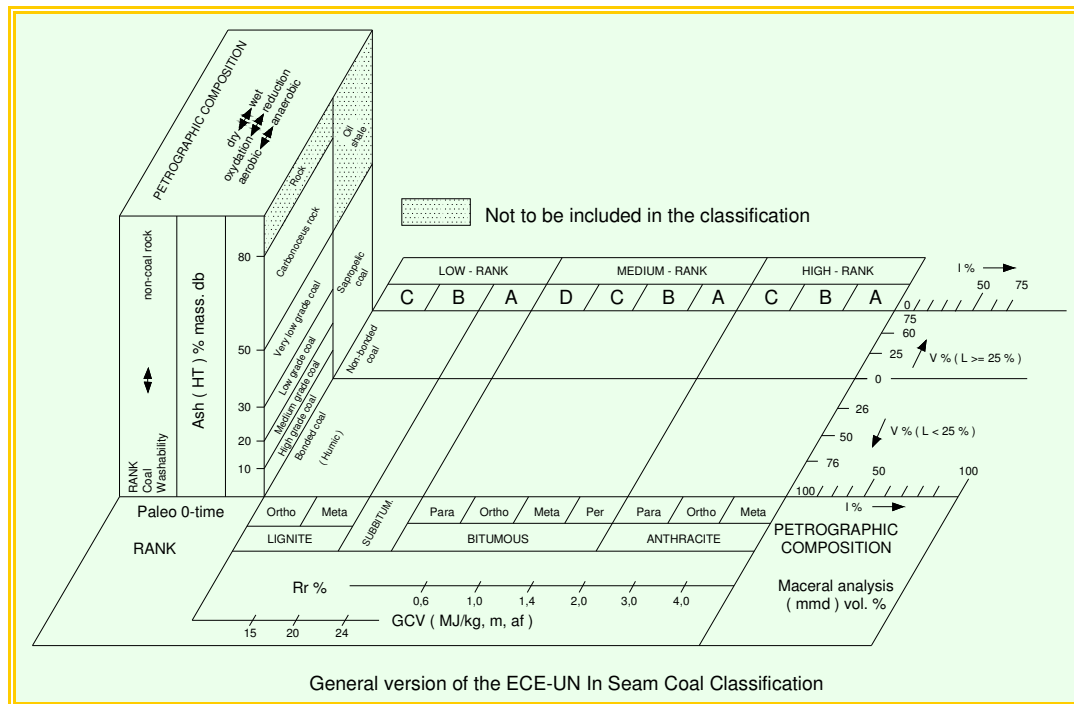 PETROGRAPHIC COMPOSITION
dry wet
oxydation reduction
aerobic anaerobic
Rock
Oil shale
Carbonoceus rock
Sapropelic coal
Very low grade coal
Low grade coal
Medium grade coal
High grade coal
Bonded coal
(Humic)
Non-bonded coal
non-coal rock
RANK
Coal
Washability
Ash ( HT ) % mass. db
80
50
30
20
10
Not to be included in the classification
LOW - RANK MEDIUM - RANK HIGH - RANK
C B A D C B A C B A
I %
0 50 75
75
60
25
V % ( L >= 25 % )
0
26
50
V % ( L < 25 % )
76
100 50 100
I %
Paleo 0-time
RANK
Ortho Meta
LIGNITE
SUBBITUM.
Para Ortho Meta Per
BITUMOUS
Para Ortho Meta
ANTHRACITE
PETROGRAPHIC
COMPOSITION
Maceral analysis
( mmd ) vol. %
Rr %
0,6 1,0 1,4 2,0 3,0 4,0
GCV ( MJ/kg, m, af )
15 20 24
General version of the ECE-UN In Seam Coal Classification